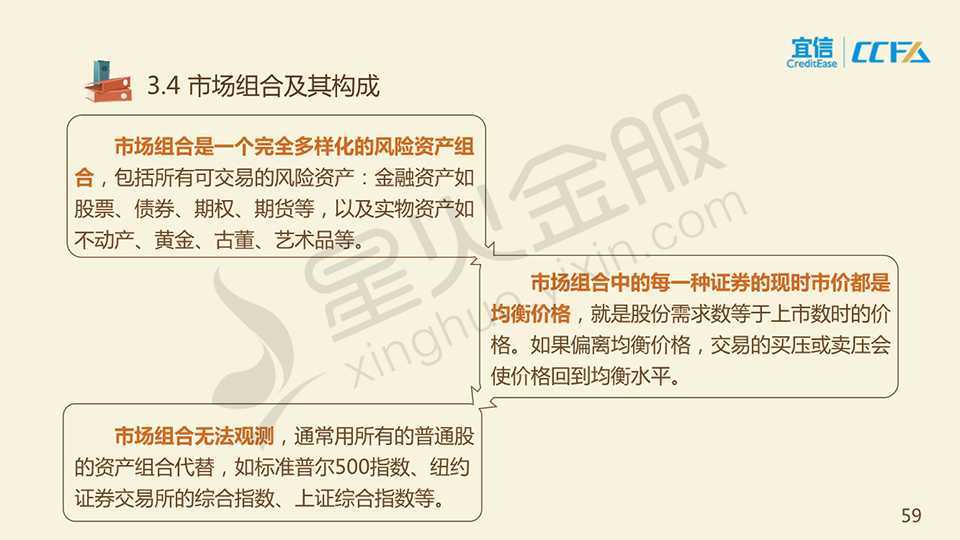 宜信
CreditEase
CCFA
3.4 市场组合及其构成
市场组合是一个完全多样化的风险资产组
合，包括所有可交易的风险资产：金融资产如
股票、债券、期权、期货等，以及实物资产如
不动产、黄金、古董、艺术品等。
市场组合中的每一种证券的现时市价都是
均衡价格，就是股份需求数等于上市数时的价
格。如果偏离均衡价格，交易的买压或卖压会
使价格回到均衡水平。
市场组合无法观测，通常用所有的普通股
的资产组合代替，如标准普尔500指数、纽约
证券交易所的综合指数、上证综合指数等。
星火金服
xinghuo.yixin.com
59